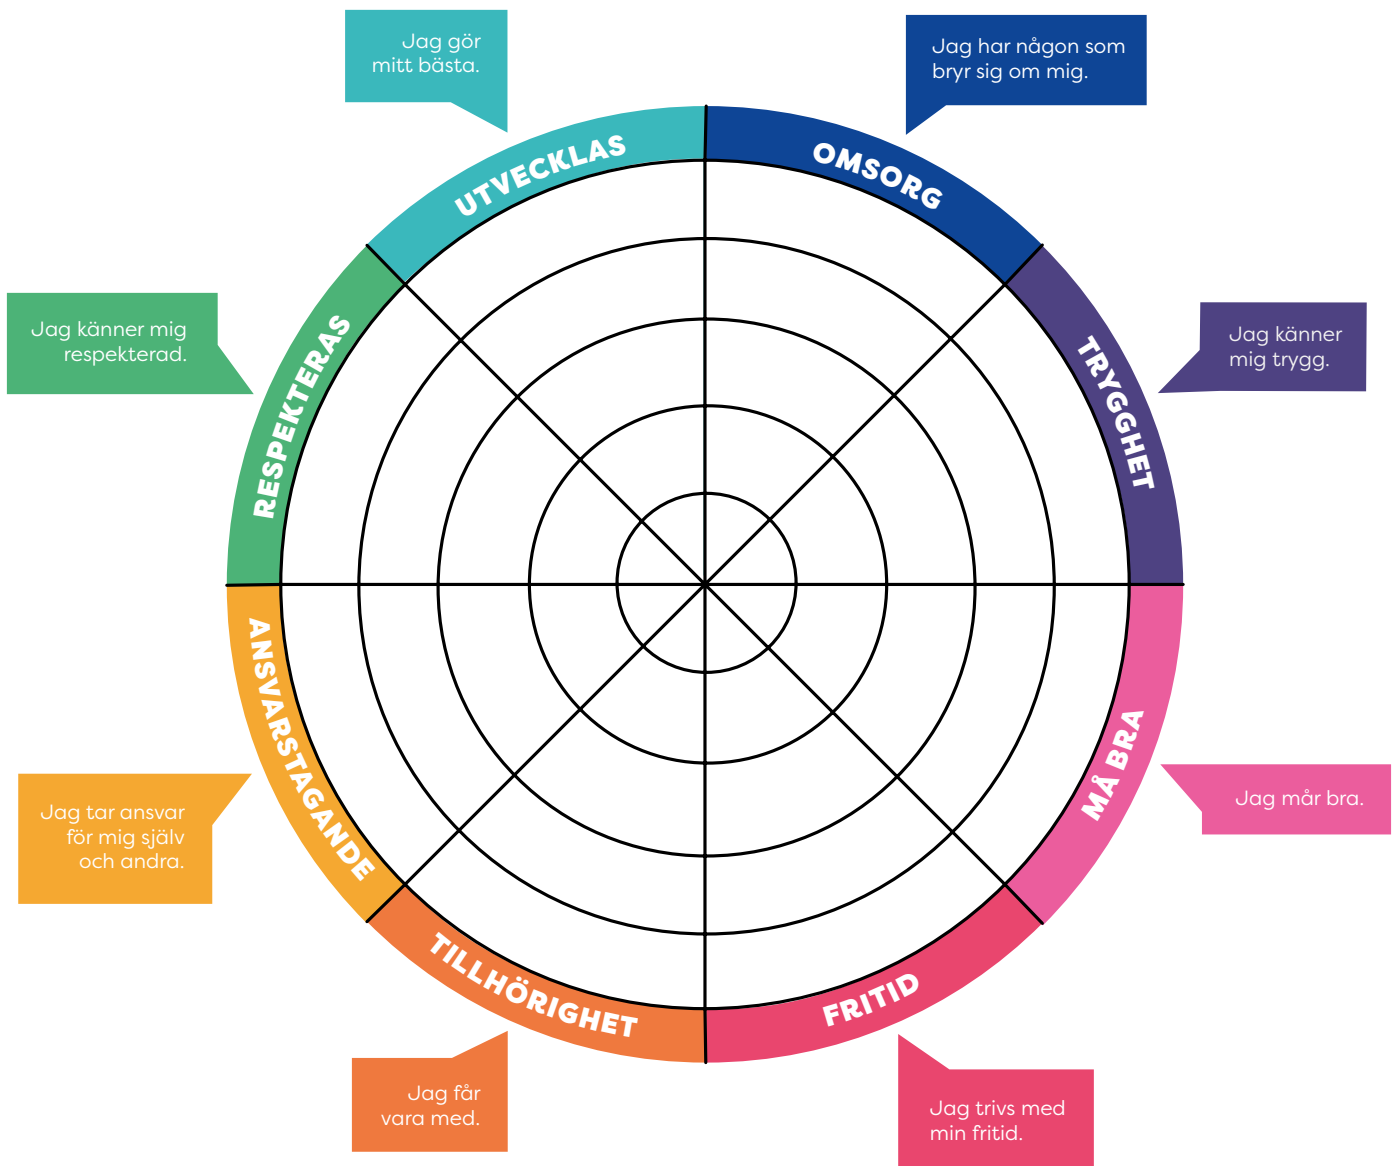 Jag gör
mitt bästa.
Jag har någon som
bryr sig om mig.
UTVECKLAS
OMSORG
Jag känner mig
respekterad.
RESPEKTERAS
TRYGGHET
Jag känner
mig trygg.
ANSVARSTAGANDE
MÅ BRA
Jag tar ansvar
för mig själv
och andra.
Jag mår bra.
TILLHÖRIGHET
FRITID
Jag får
vara med.
Jag trivs med
min fritid.